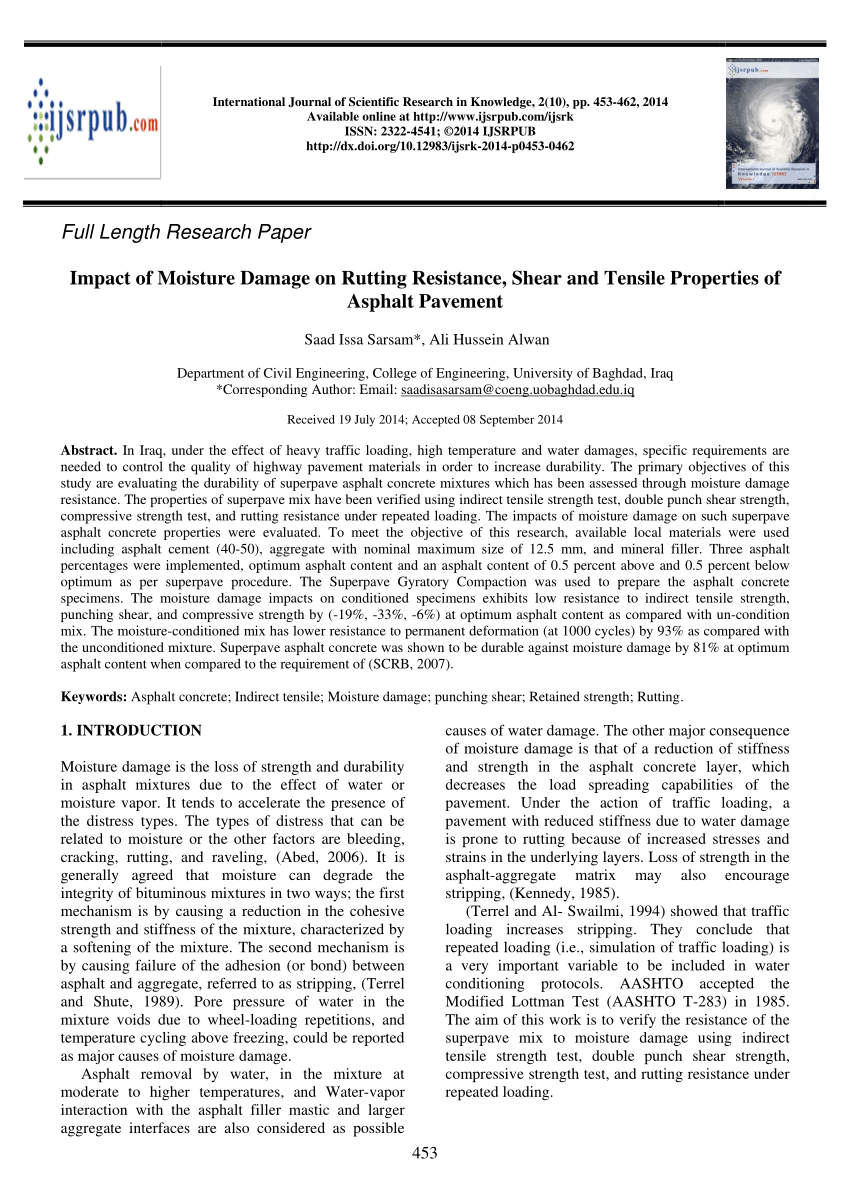 ijsrpub.com
International Journal of Scientific Research in Knowledge, 2(10), pp. 453-462, 2014
Available online at http://www.ijsrpub.com/ijsrk
ISSN: 2322-4541; ©2014 IJSRPUB
http://dx.doi.org/10.12983/ijsrk-2014-p0453-0462
ijsrpub.com
International Journal of Scientific Research in
Knowledge (IJSRK)
Full Length Research Paper
Impact of Moisture Damage on Rutting Resistance, Shear and Tensile Properties of
Asphalt Pavement
Saad Issa Sarsam*, Ali Hussein Alwan
Department of Civil Engineering, College of Engineering, University of Baghdad, Iraq
*Corresponding Author: Email: saadisasarsam@coeng.uobaghdad.edu.iq
Received 19 July 2014; Accepted 08 September 2014
Abstract. In Iraq, under the effect of heavy traffic loading, high temperature and water damages, specific requirements are
needed to control the quality of highway pavement materials in order to increase durability. The primary objectives of this
study are evaluating the durability of superpave asphalt concrete mixtures which has been assessed through moisture damage
resistance. The properties of superpave mix have been verified using indirect tensile strength test, double punch shear strength,
compressive strength test, and rutting resistance under repeated loading. The impacts of moisture damage on such superpave
asphalt concrete properties were evaluated. To meet the objective of this research, available local materials were used
including asphalt cement (40-50), aggregate with nominal maximum size of 12.5 mm, and mineral filler. Three asphalt
percentages were implemented, optimum asphalt content and an asphalt content of 0.5 percent above and 0.5 percent below
optimum as per superpave procedure. The Superpave Gyratory Compaction was used to prepare the asphalt concrete
specimens. The moisture damage impacts on conditioned specimens exhibits low resistance to indirect tensile strength,
punching shear, and compressive strength by (-19%, -33%, -6%) at optimum asphalt content as compared with un-condition
mix. The moisture-conditioned mix has lower resistance to permanent deformation (at 1000 cycles) by 93% as compared with
the unconditioned mixture. Superpave asphalt concrete was shown to be durable against moisture damage by 81% at optimum
asphalt content when compared to the requirement of (SCRB, 2007).
Keywords: Asphalt concrete; Indirect tensile; Moisture damage; punching shear; Retained strength; Rutting.
1. INTRODUCTION
Moisture damage is the loss of strength and durability
in asphalt mixtures due to the effect of water or
moisture vapor. It tends to accelerate the presence of
the distress types. The types of distress that can be
related to moisture or the other factors are bleeding,
cracking, rutting, and raveling, (Abed, 2006). It is
generally agreed that moisture can degrade the
integrity of bituminous mixtures in two ways; the first
mechanism is by causing a reduction in the cohesive
strength and stiffness of the mixture, characterized by
a softening of the mixture. The second mechanism is
by causing failure of the adhesion (or bond) between
asphalt and aggregate, referred to as stripping, (Terrel
and Shute, 1989). Pore pressure of water in the
mixture voids due to wheel-loading repetitions, and
temperature cycling above freezing, could be reported
as major causes of moisture damage.
Asphalt removal by water, in the mixture at
moderate to higher temperatures, and Water-vapor
interaction with the asphalt filler mastic and larger
aggregate interfaces are also considered as possible
causes of water damage. The other major consequence
of moisture damage is that of a reduction of stiffness
and strength in the asphalt concrete layer, which
decreases the load spreading capabilities of the
pavement. Under the action of traffic loading, a
pavement with reduced stiffness due to water damage
is prone to rutting because of increased stresses and
strains in the underlying layers. Loss of strength in the
asphalt-aggregate matrix may also encourage
stripping, (Kennedy, 1985).
(Terrel and Al- Swailmi, 1994) showed that traffic
loading increases stripping. They conclude that
repeated loading (i.e., simulation of traffic loading) is
a very important variable to be included in water
conditioning protocols. AASHTO accepted the
Modified Lottman Test (AASHTO T-283) in 1985.
The aim of this work is to verify the resistance of the
superpave mix to moisture damage using indirect
tensile strength test, double punch shear strength,
compressive strength test, and rutting resistance under
repeated loading.
453